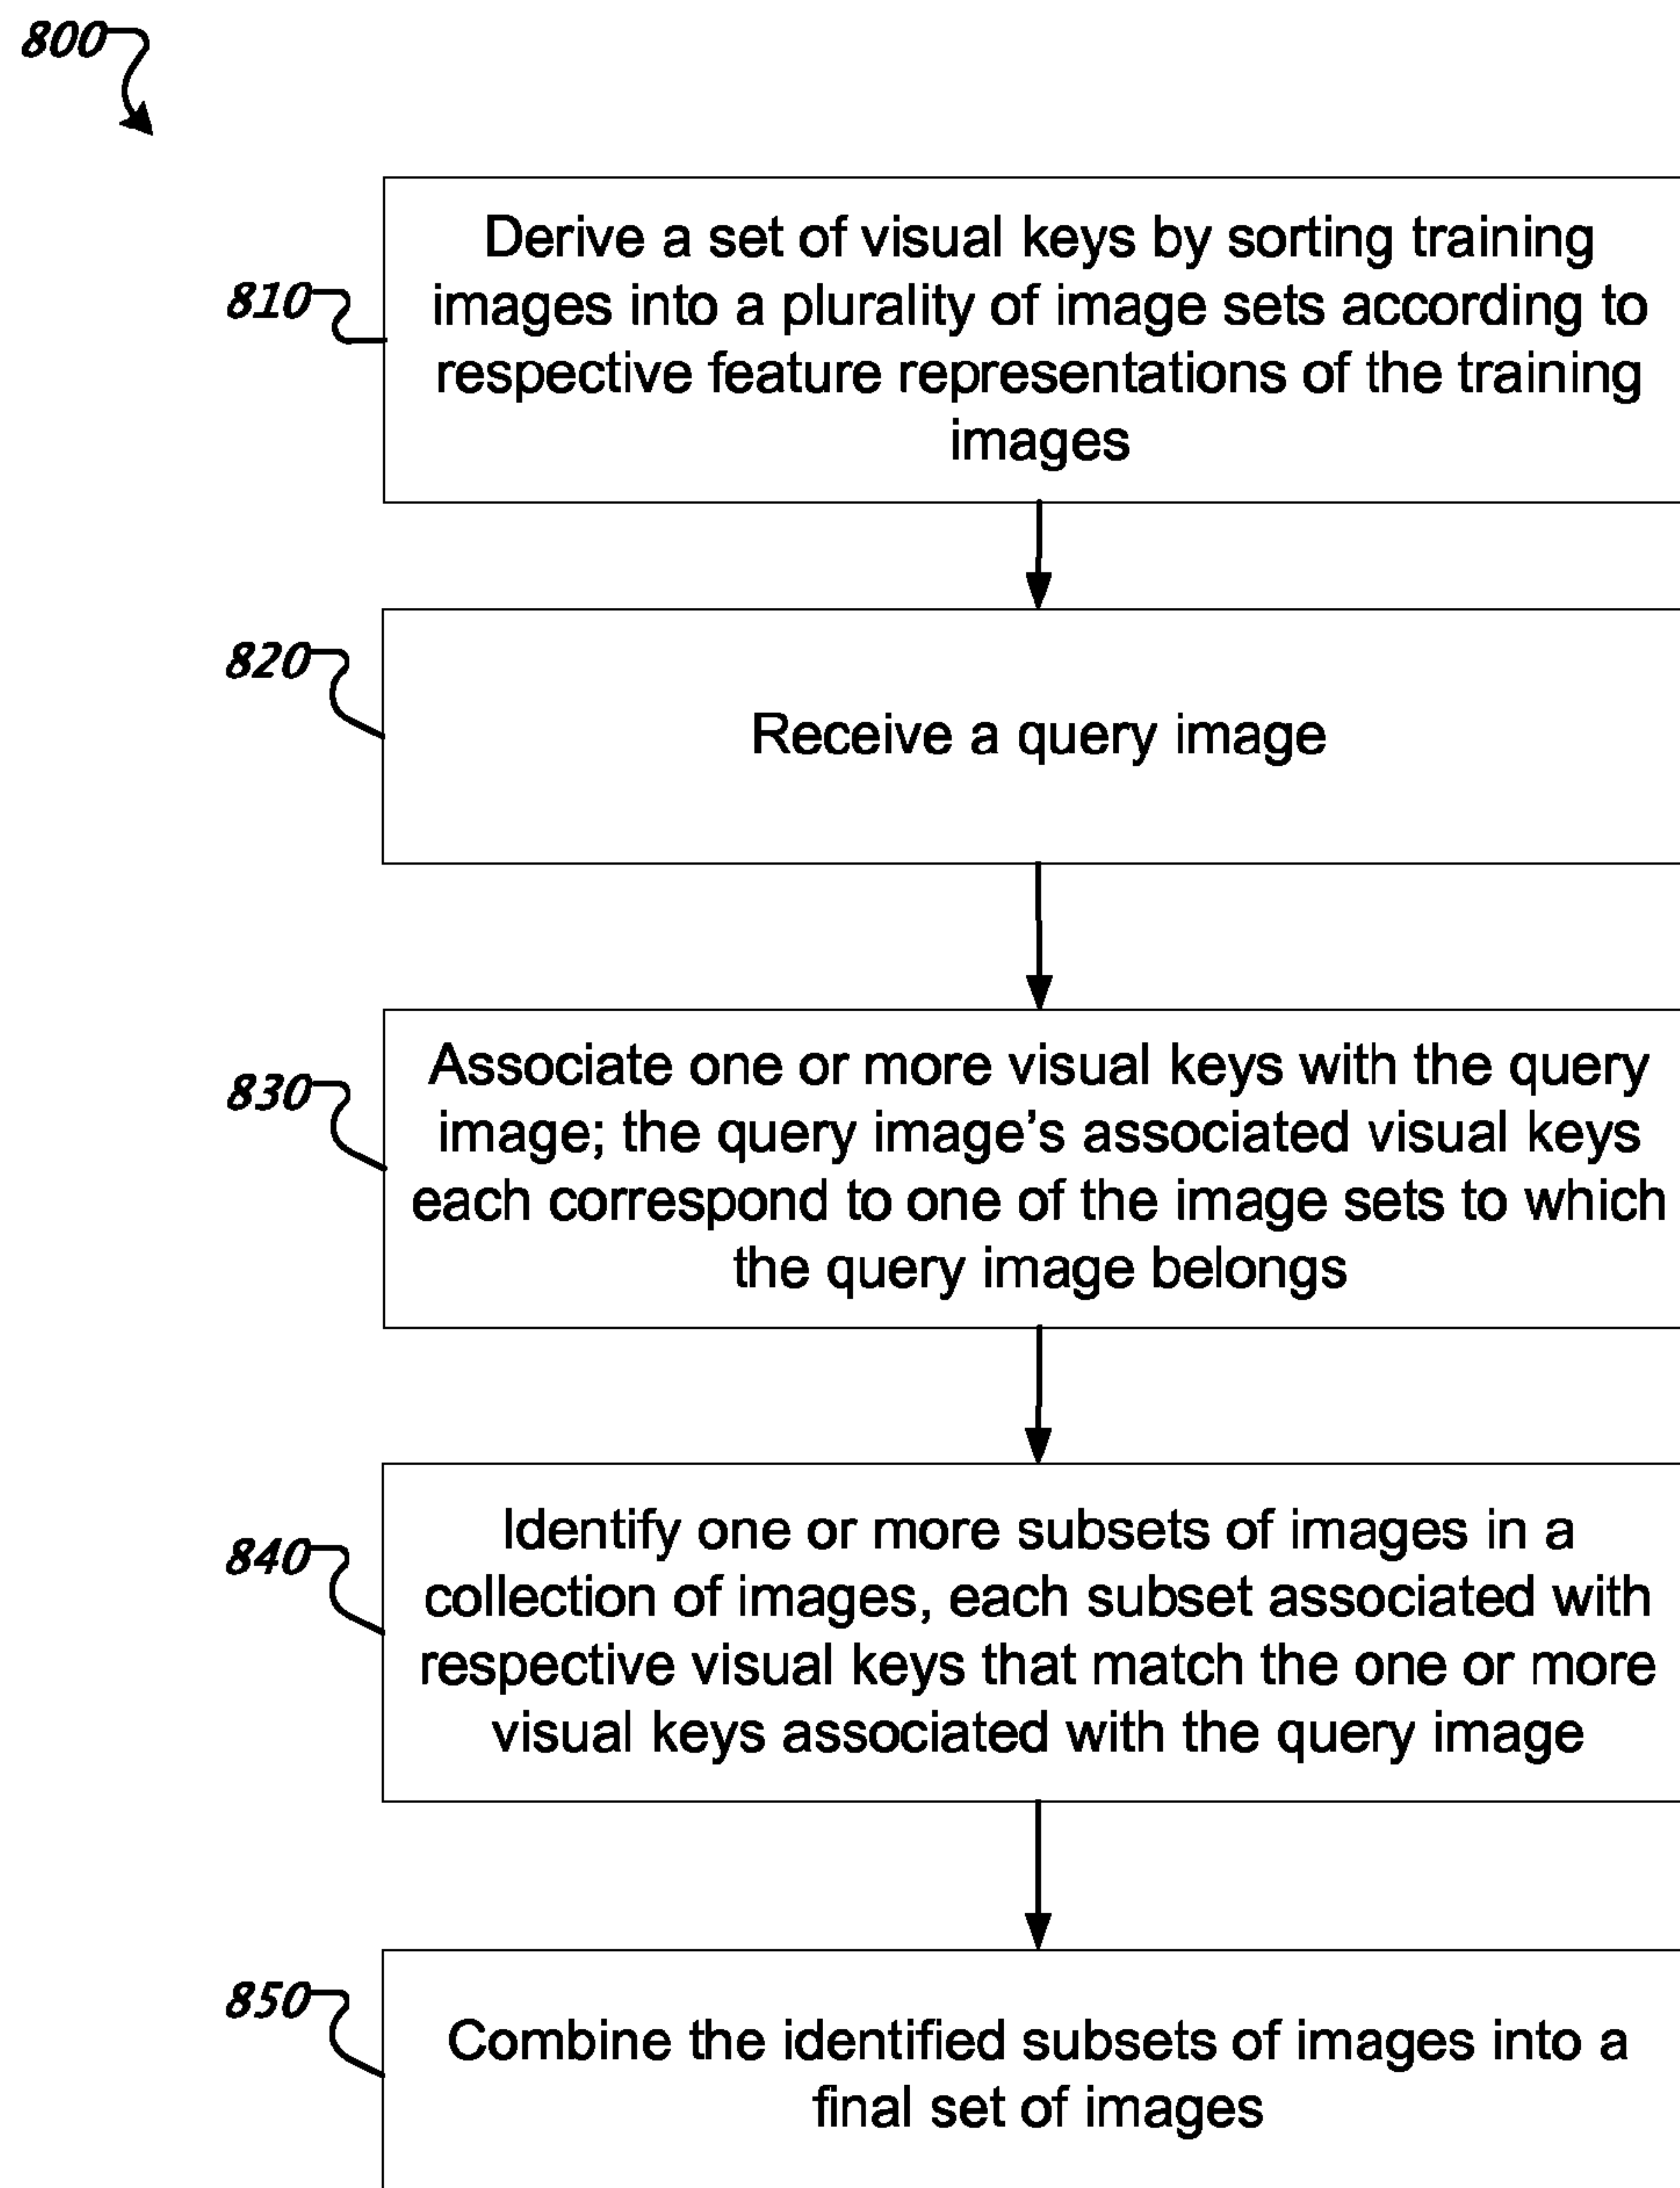 800
810
Derive a set of visual keys by sorting training
images into a plurality of image sets according to
respective feature representations of the training
images
820
Receive a query image
830
Associate one or more visual keys with the query
image; the query image’s associated visual keys
each correspond to one of the image sets to which
the query image belongs
840
Identify one or more subsets of images in a
collection of images, each subset associated with
respective visual keys that match the one or more
visual keys associated with the query image
850
Combine the identified subsets of images into a
final set of images